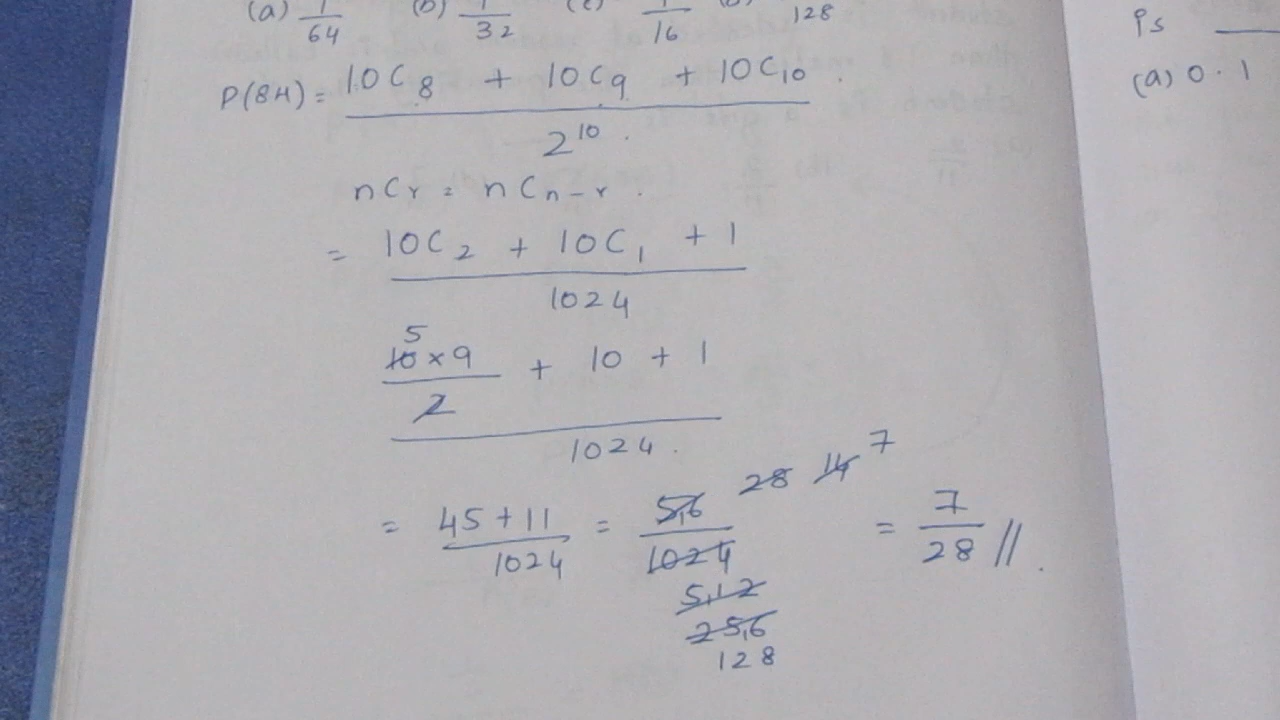 (a) 1/64 (b) 1/32 (c) 1/16 128
P(8H) = 10C8 + 10C9 + 10C10 .
2^10 .
nCr = nCn-r .
= 10C2 + 10C1 + 1
1024
5
10 × 9 + 10 + 1
2
1024 .
28 14 7
= 45 + 11 = 56 = 7
1024 1024 28 // .
512
256
128
Ps
(a) 0.1